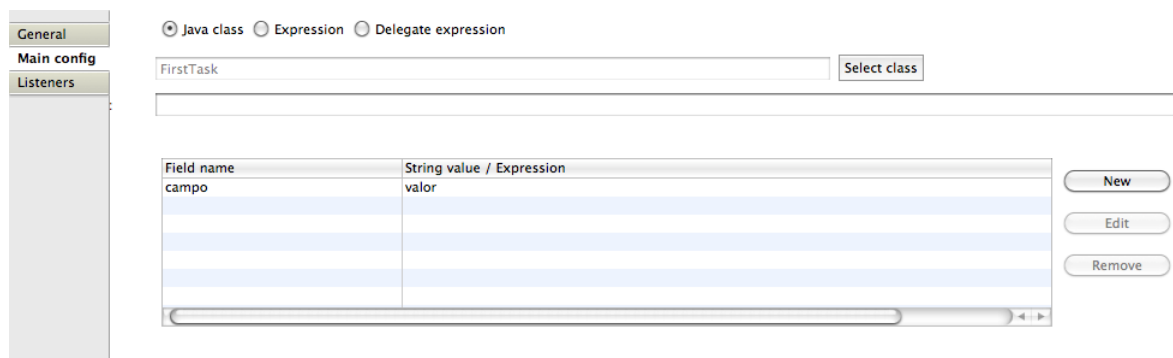 General
Main config
Listeners
Java class Expression Delegate expression
FirstTask Select class
:
Field name String value / Expression
campo valor
New
Edit
Remove